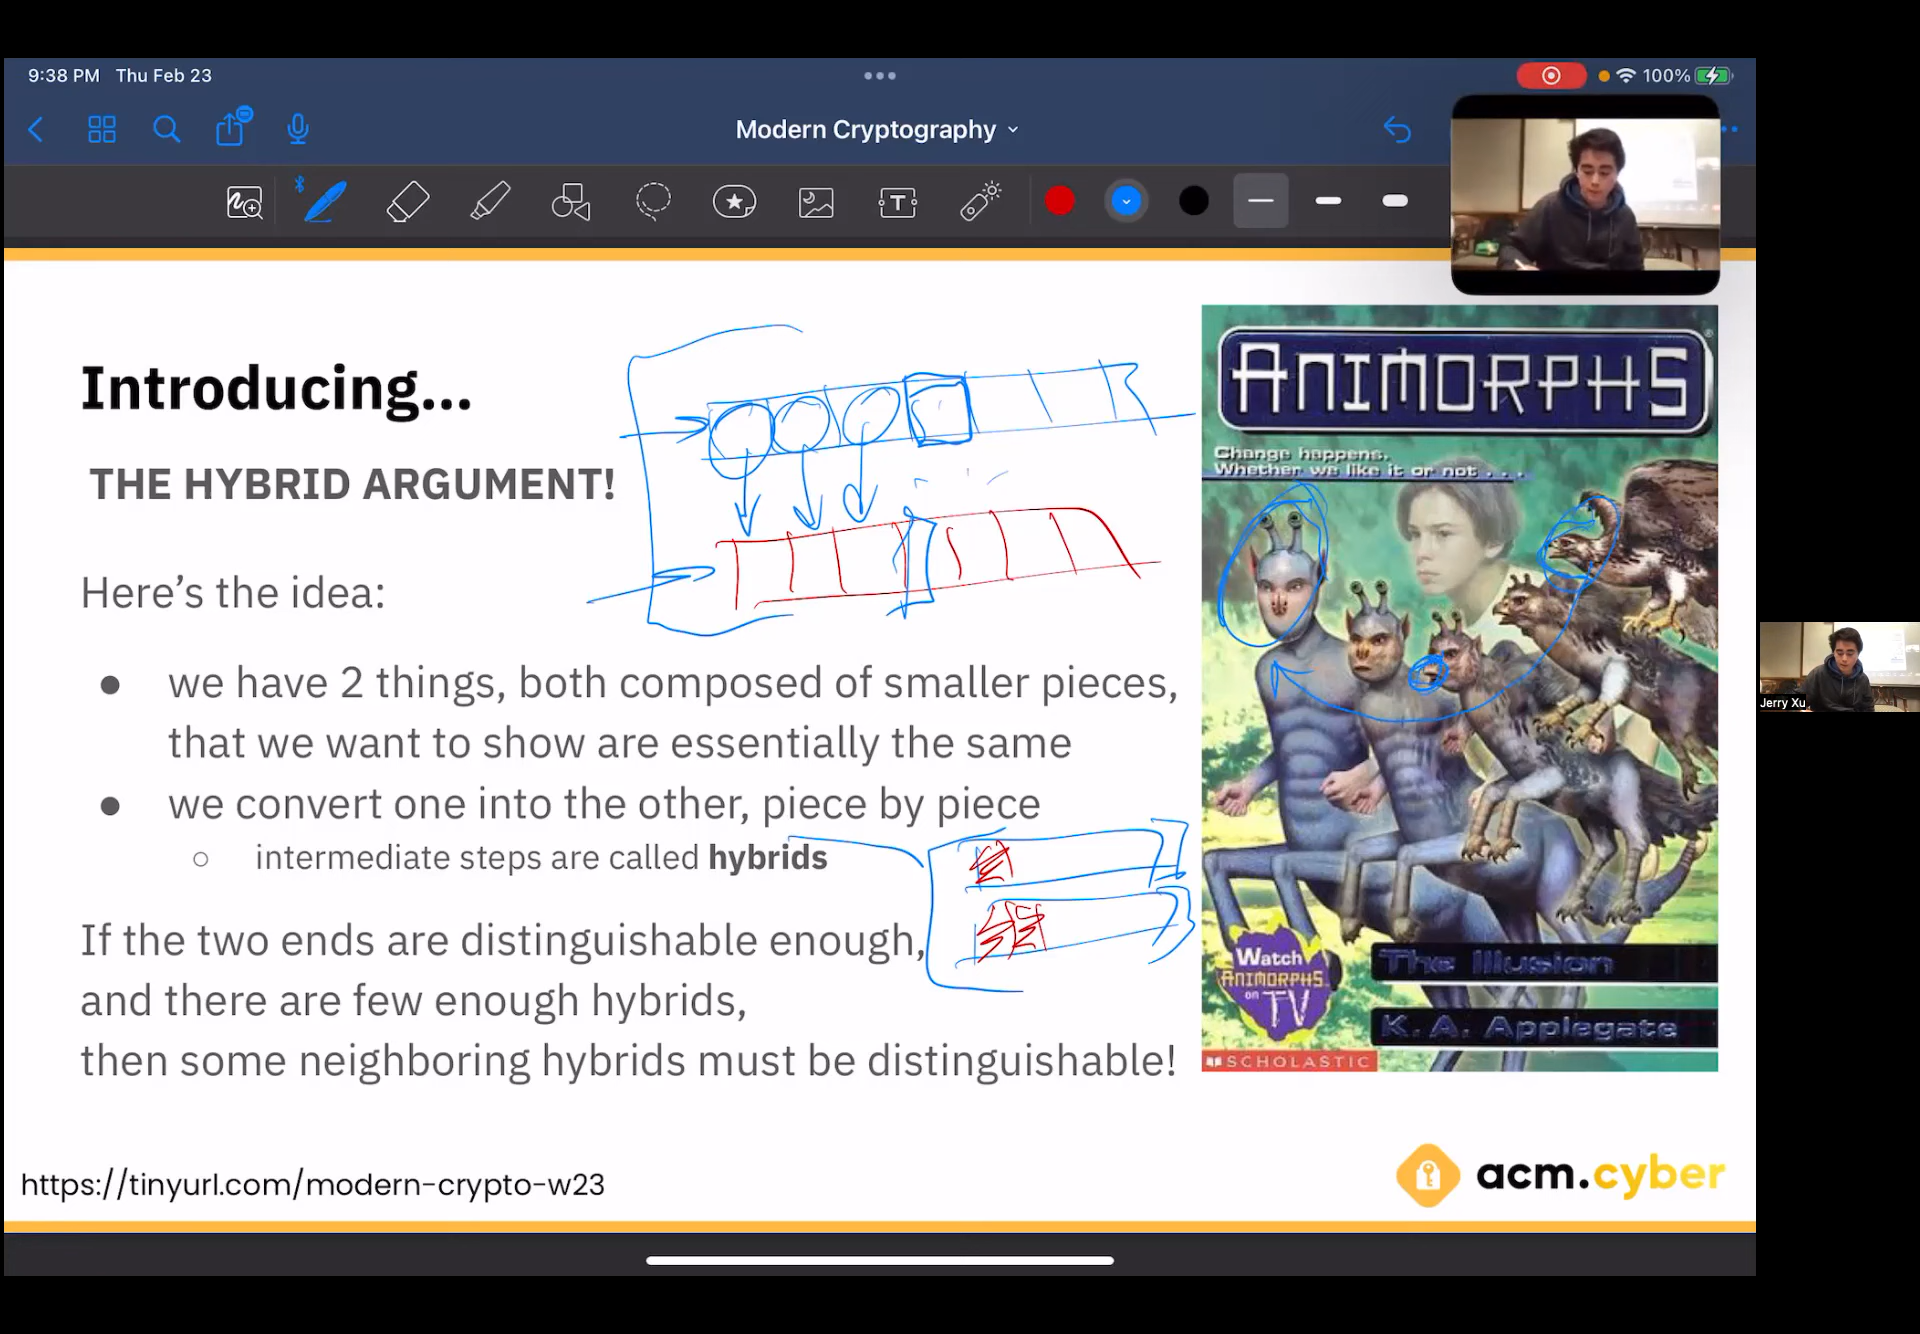 9:38 PM Thu Feb 23
100%
Modern Cryptography
T
Introducing...
THE HYBRID ARGUMENT!
Here's the idea:
● we have 2 things, both composed of smaller pieces,
that we want to show are essentially the same
● we convert one into the other, piece by piece
○ intermediate steps are called hybrids
If the two ends are distinguishable enough,
and there are few enough hybrids,
then some neighboring hybrids must be distinguishable!
https://tinyurl.com/modern-crypto-w23
ANIMORPHS
®
Change happens.
Whether we like it or not . . .
Watch
ANIMORPHS
on
TV
The Illusion
K. A. Applegate
SCHOLASTIC
acm.cyber
Jerry Xu